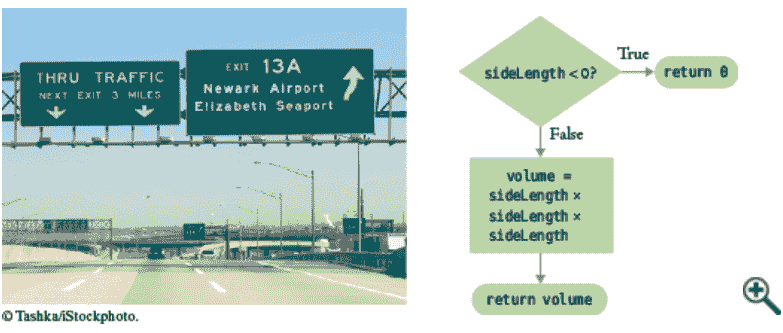 THRU TRAFFIC
NEXT EXIT 3 MILES
EXIT 13A
Newark Airport
Elizabeth Seaport
© Tashka/iStockphoto.
sideLength < 0?
True
return 0
False
volume =
sideLength ×
sideLength ×
sideLength
return volume